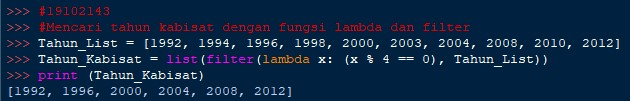 >>> #19102143
>>> #Mencari tahun kabisat dengan fungsi lambda dan filter
>>> Tahun_List = [1992, 1994, 1996, 1998, 2000, 2003, 2004, 2008, 2010, 2012]
>>> Tahun_Kabisat = list(filter(lambda x: (x % 4 == 0), Tahun_List))
>>> print (Tahun_Kabisat)
[1992, 1996, 2000, 2004, 2008, 2012]